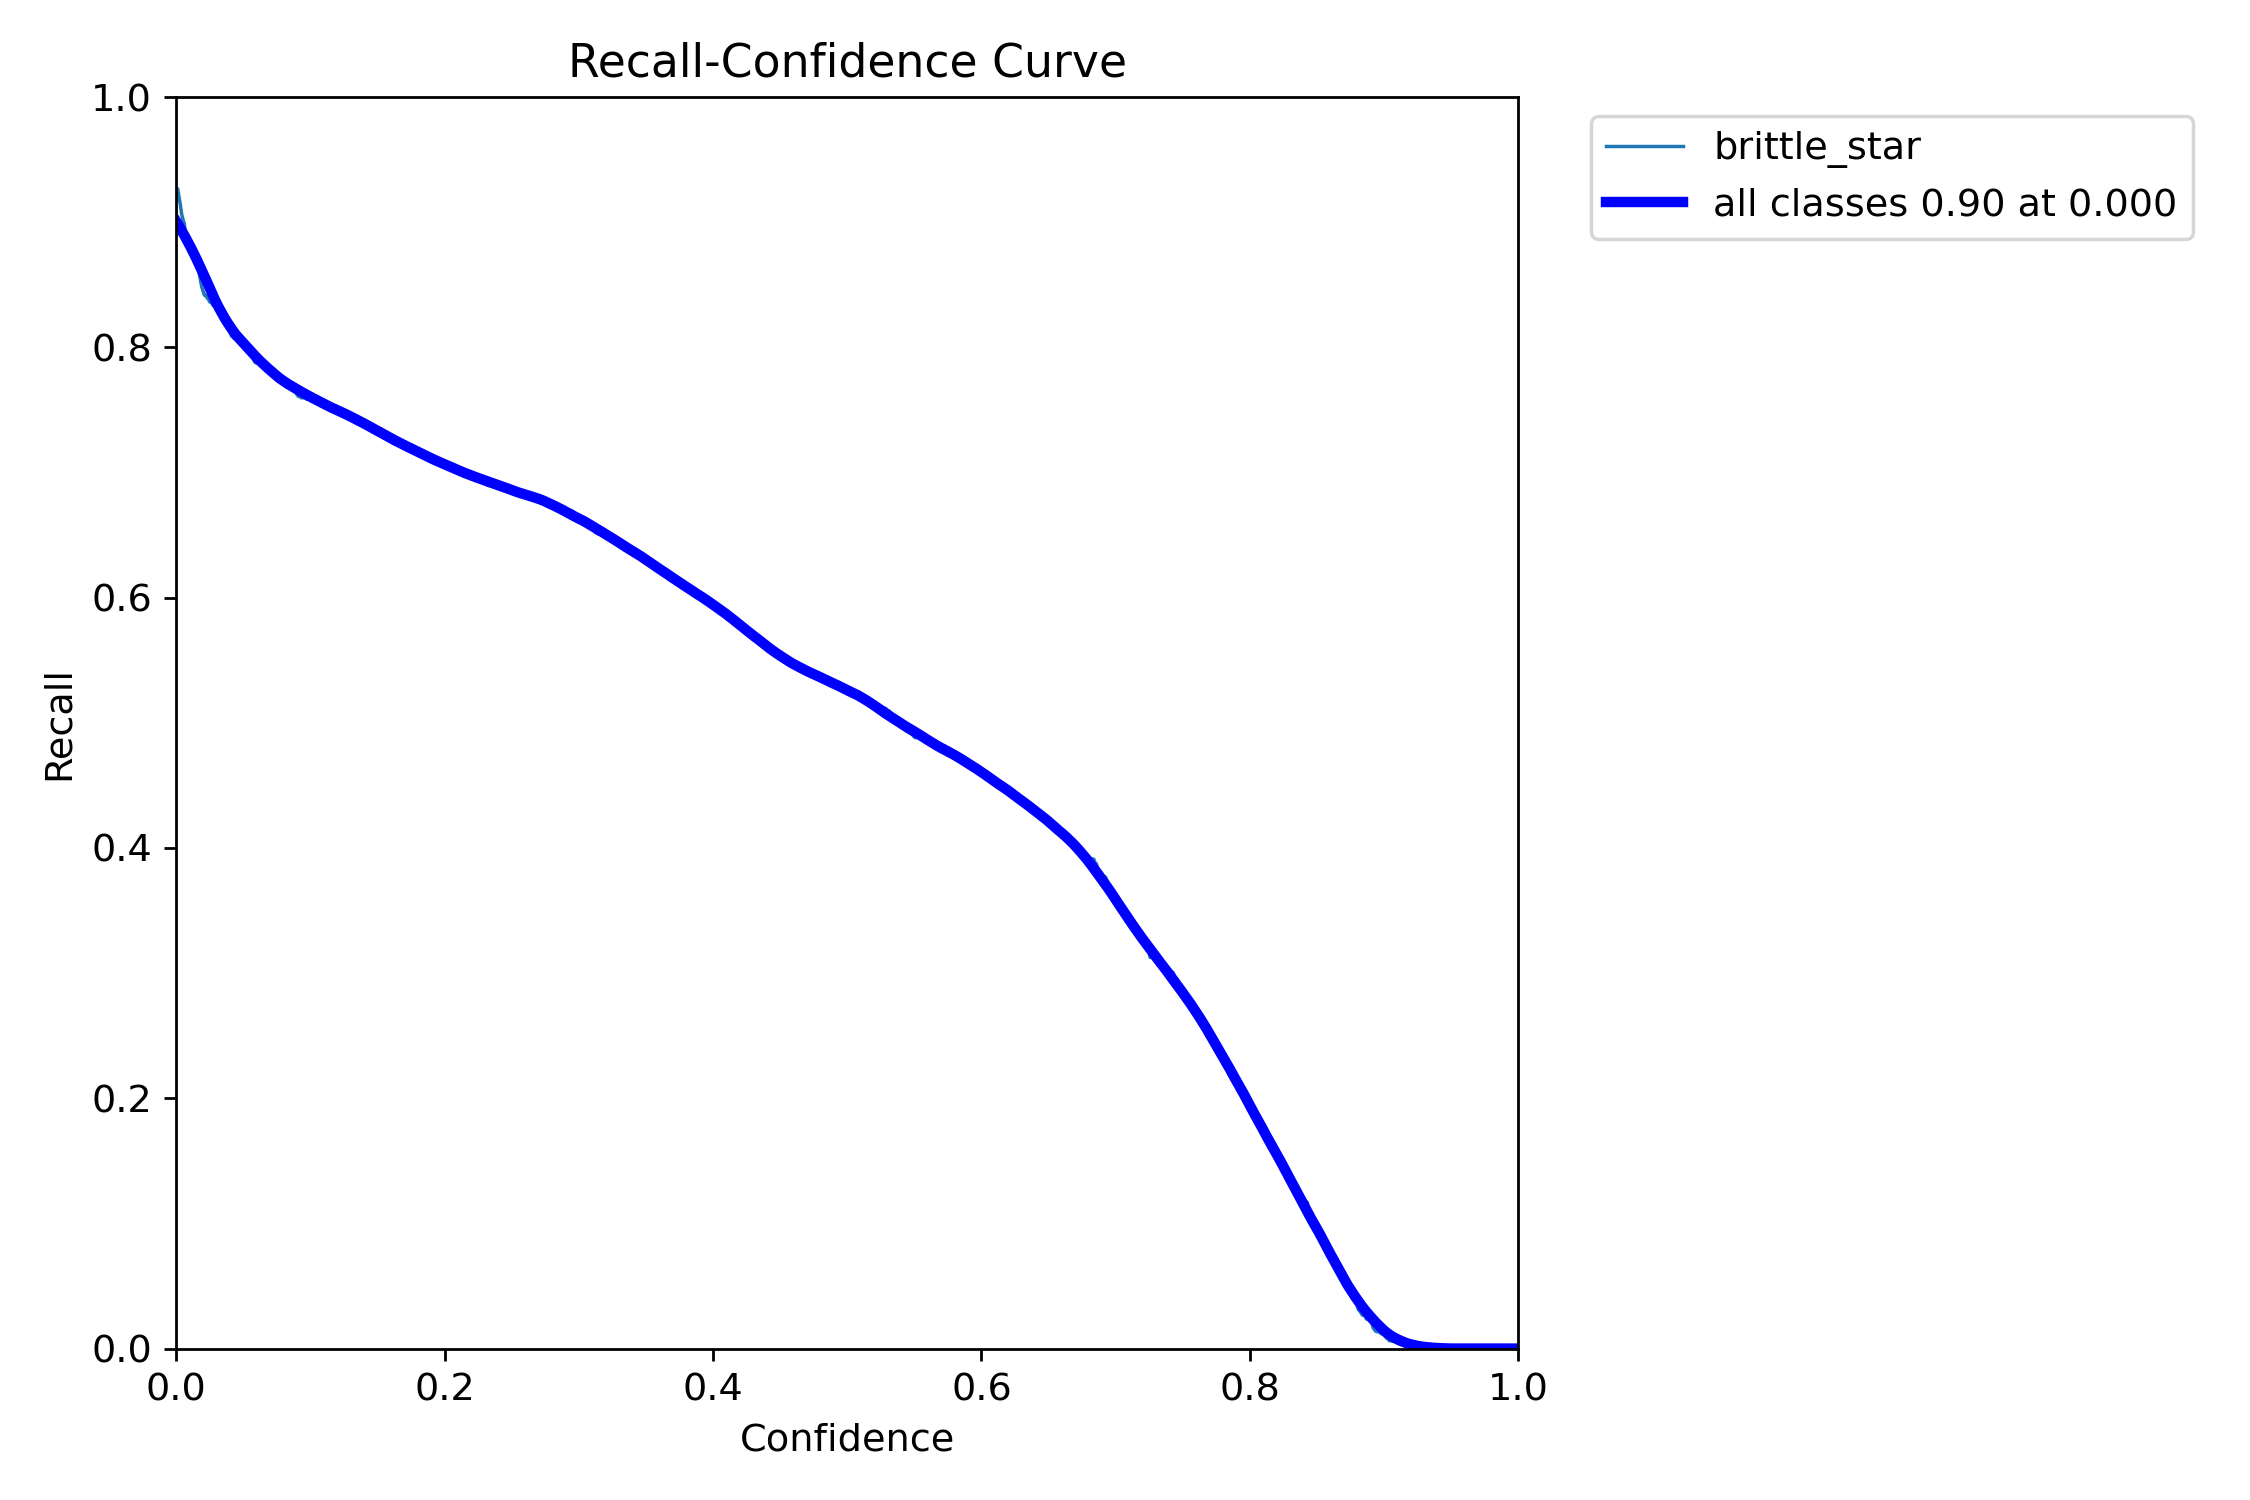 Recall-Confidence Curve
brittle_star
all classes 0.90 at 0.000
1.0
0.8
0.6
0.4
0.2
0.0
Recall
0.0 0.2 0.4 0.6 0.8 1.0
Confidence